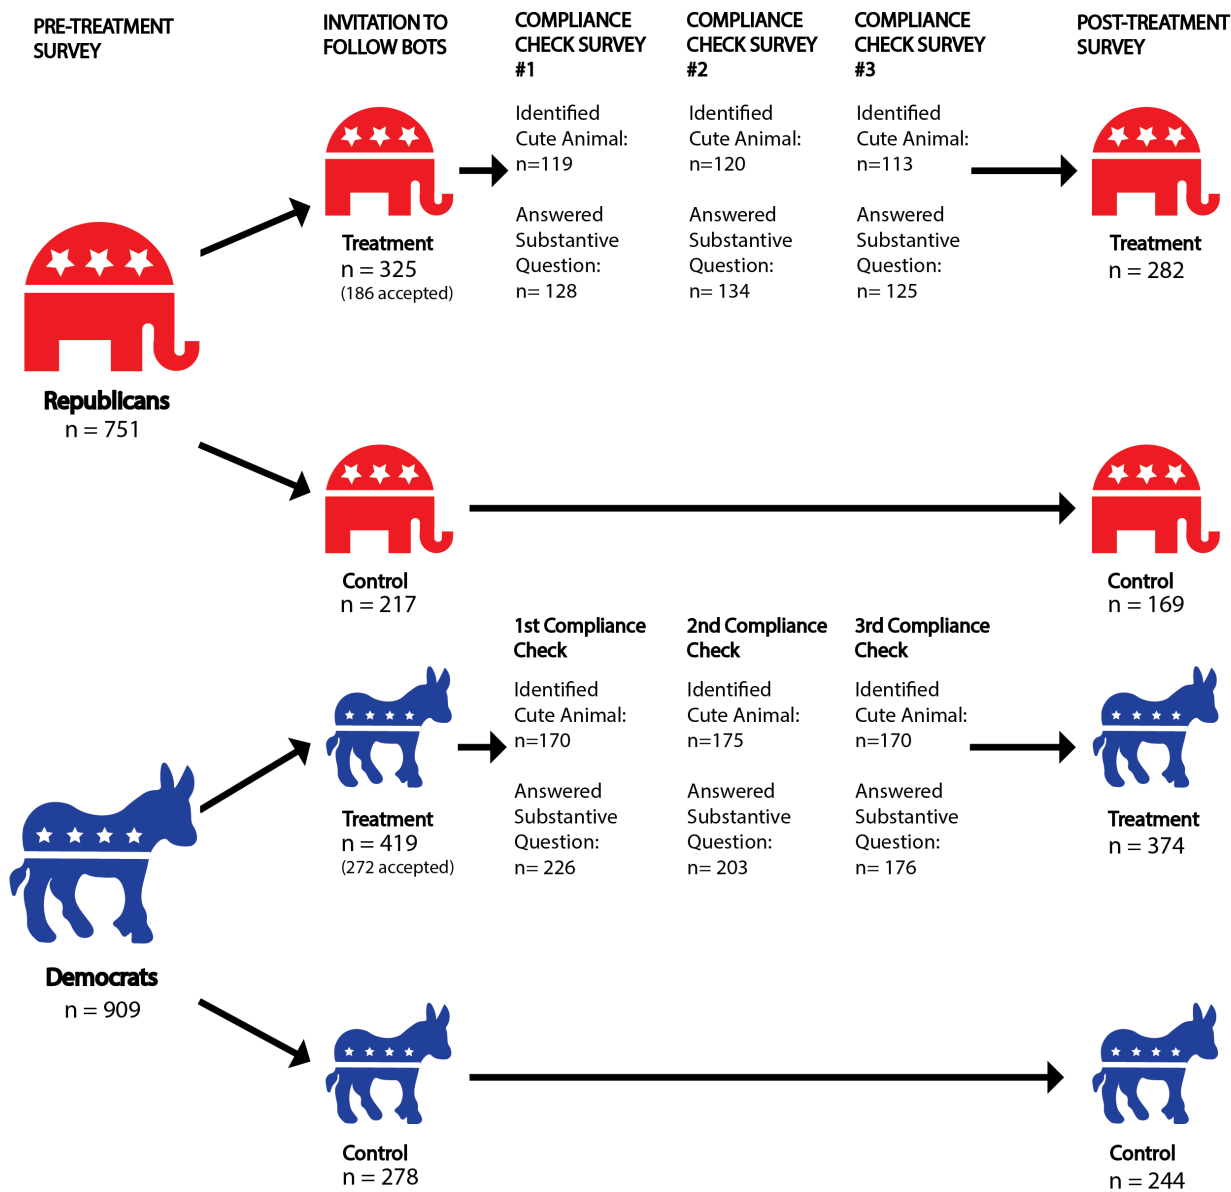 PRE-TREATMENT
SURVEY
INVITATION TO
FOLLOW BOTS
COMPLIANCE
CHECK SURVEY
#1
COMPLIANCE
CHECK SURVEY
#2
COMPLIANCE
CHECK SURVEY
#3
POST-TREATMENT
SURVEY
Republicans
n = 751
Treatment
n = 325
(186 accepted)
Identified
Cute Animal:
n=119
Answered
Substantive
Question:
n= 128
Identified
Cute Animal:
n=120
Answered
Substantive
Question:
n= 134
Identified
Cute Animal:
n=113
Answered
Substantive
Question:
n= 125
Treatment
n = 282
Control
n = 217
Control
n = 169
Democrats
n = 909
Treatment
n = 419
(272 accepted)
1st Compliance
Check
Identified
Cute Animal:
n=170
Answered
Substantive
Question:
n= 226
2nd Compliance
Check
Identified
Cute Animal:
n=175
Answered
Substantive
Question:
n= 203
3rd Compliance
Check
Identified
Cute Animal:
n=170
Answered
Substantive
Question:
n= 176
Treatment
n = 374
Control
n = 278
Control
n = 244